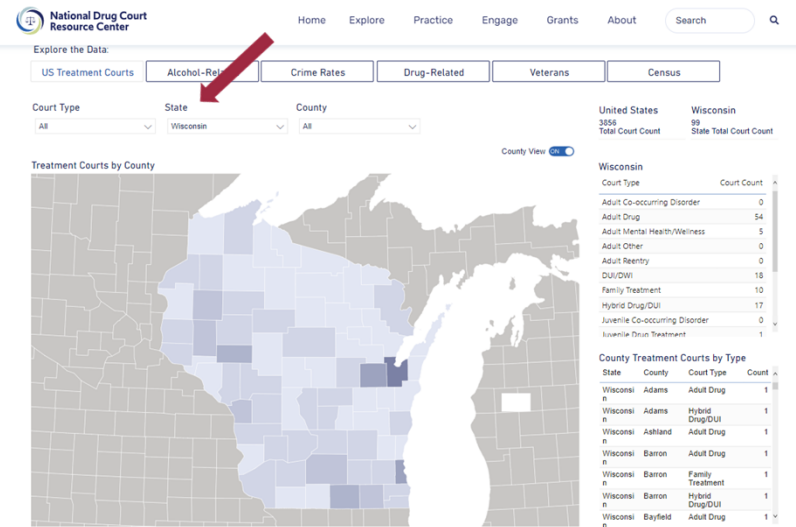 National Drug Court
Resource Center
Home Explore Practice Engage Grants About Search
Explore the Data:
US Treatment Courts Alcohol-Rel Crime Rates Drug-Related Veterans Census
Court Type State County
All Wisconsin All
United States Wisconsin
3856 99
Total Court Count State Total Court Count
County View ON
Treatment Courts by County
Wisconsin
Court Type Court Count
Adult Co-occurring Disorder 0
Adult Drug 54
Adult Mental Health/Wellness 5
Adult Other 0
Adult Reentry 0
DUI/DWI 18
Family Treatment 10
Hybrid Drug/DUI 17
Juvenile Co-occurring Disorder 0
Juvenile Drug Treatment 1
County Treatment Courts by Type
State County Court Type Count
Wisconsi Adams Adult Drug 1
n
Wisconsi Adams Hybrid 1
n Drug/DUI
Wisconsi Ashland Adult Drug 1
n
Wisconsi Barron Adult Drug 1
n
Wisconsi Barron Family 1
n Treatment
Wisconsi Barron Hybrid 1
n Drug/DUI
Wisconsi Bayfield Adult Drug 1
n